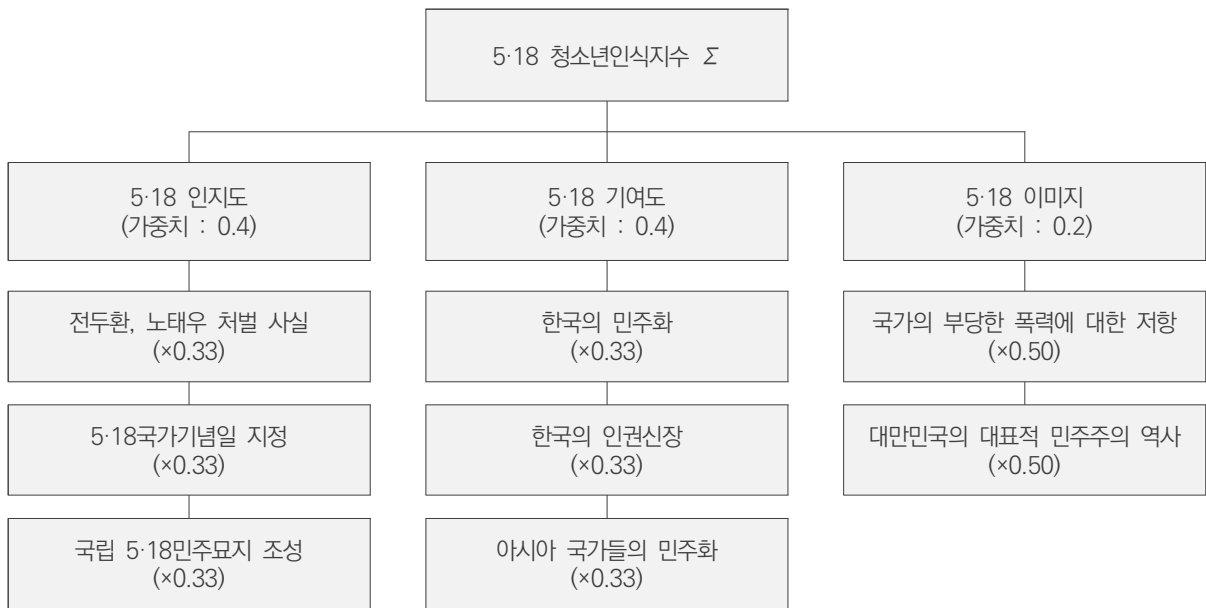 5·18 청소년인식지수 Σ
5·18 인지도
(가중치 : 0.4)
5·18 기여도
(가중치 : 0.4)
5·18 이미지
(가중치 : 0.2)
전두환, 노태우 처벌 사실
(×0.33)
한국의 민주화
(×0.33)
국가의 부당한 폭력에 대한 저항
(×0.50)
5·18국가기념일 지정
(×0.33)
한국의 인권신장
(×0.33)
대만민국의 대표적 민주주의 역사
(×0.50)
국립 5·18민주묘지 조성
(×0.33)
아시아 국가들의 민주화
(×0.33)